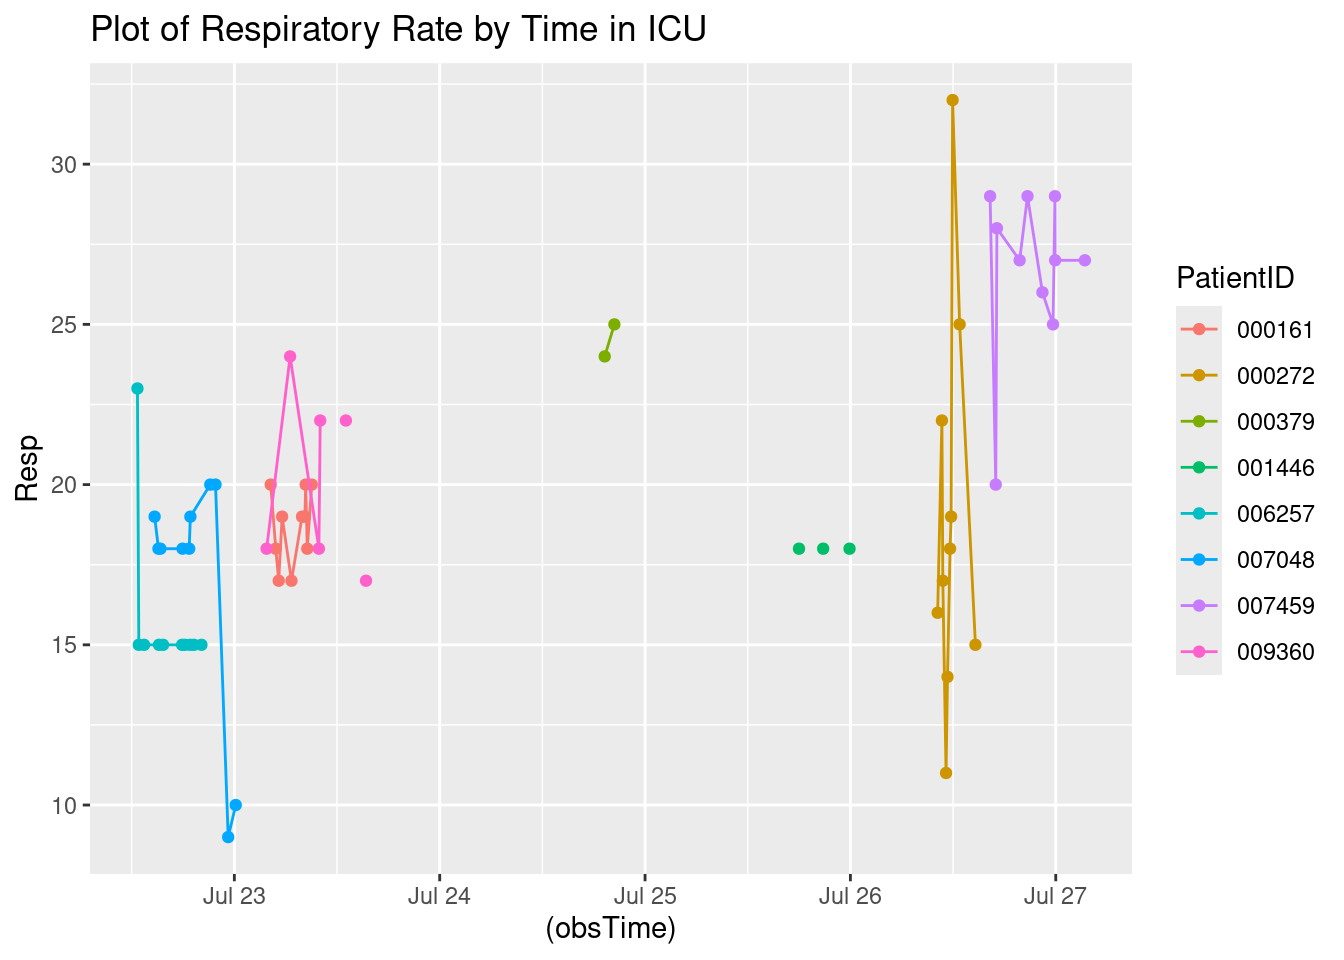 Plot of Respiratory Rate by Time in ICU
30
25
20
15
10
Resp
Jul 23
Jul 24
Jul 25
Jul 26
Jul 27
(obsTime)
PatientID
000161
000272
000379
001446
006257
007048
007459
009360